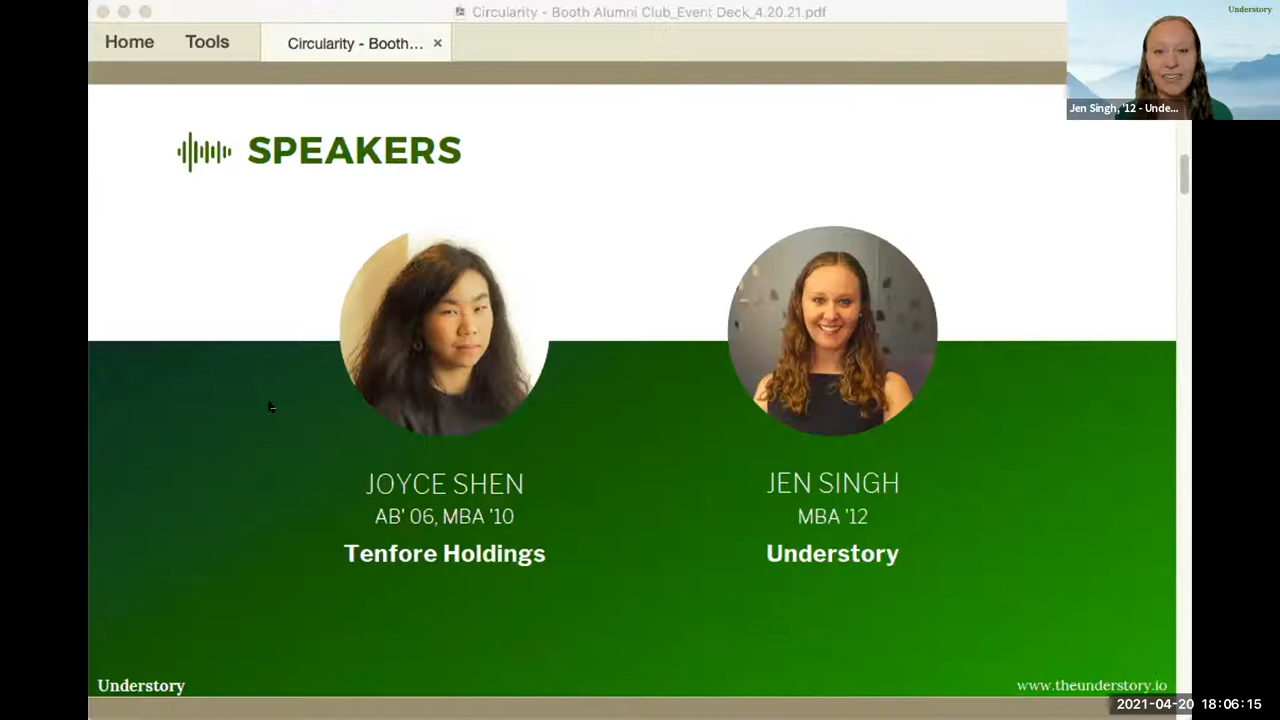 Circularity - Booth Alumni Club_Event Deck_4.20.21.pdf
Home Tools Circularity - Booth... ×
Understory
Jen Singh, '12 - Unde...
SPEAKERS
JOYCE SHEN
AB' 06, MBA '10
Tenfore Holdings
JEN SINGH
MBA '12
Understory
Understory
www.theunderstory.io
2021-04-20 18:06:15